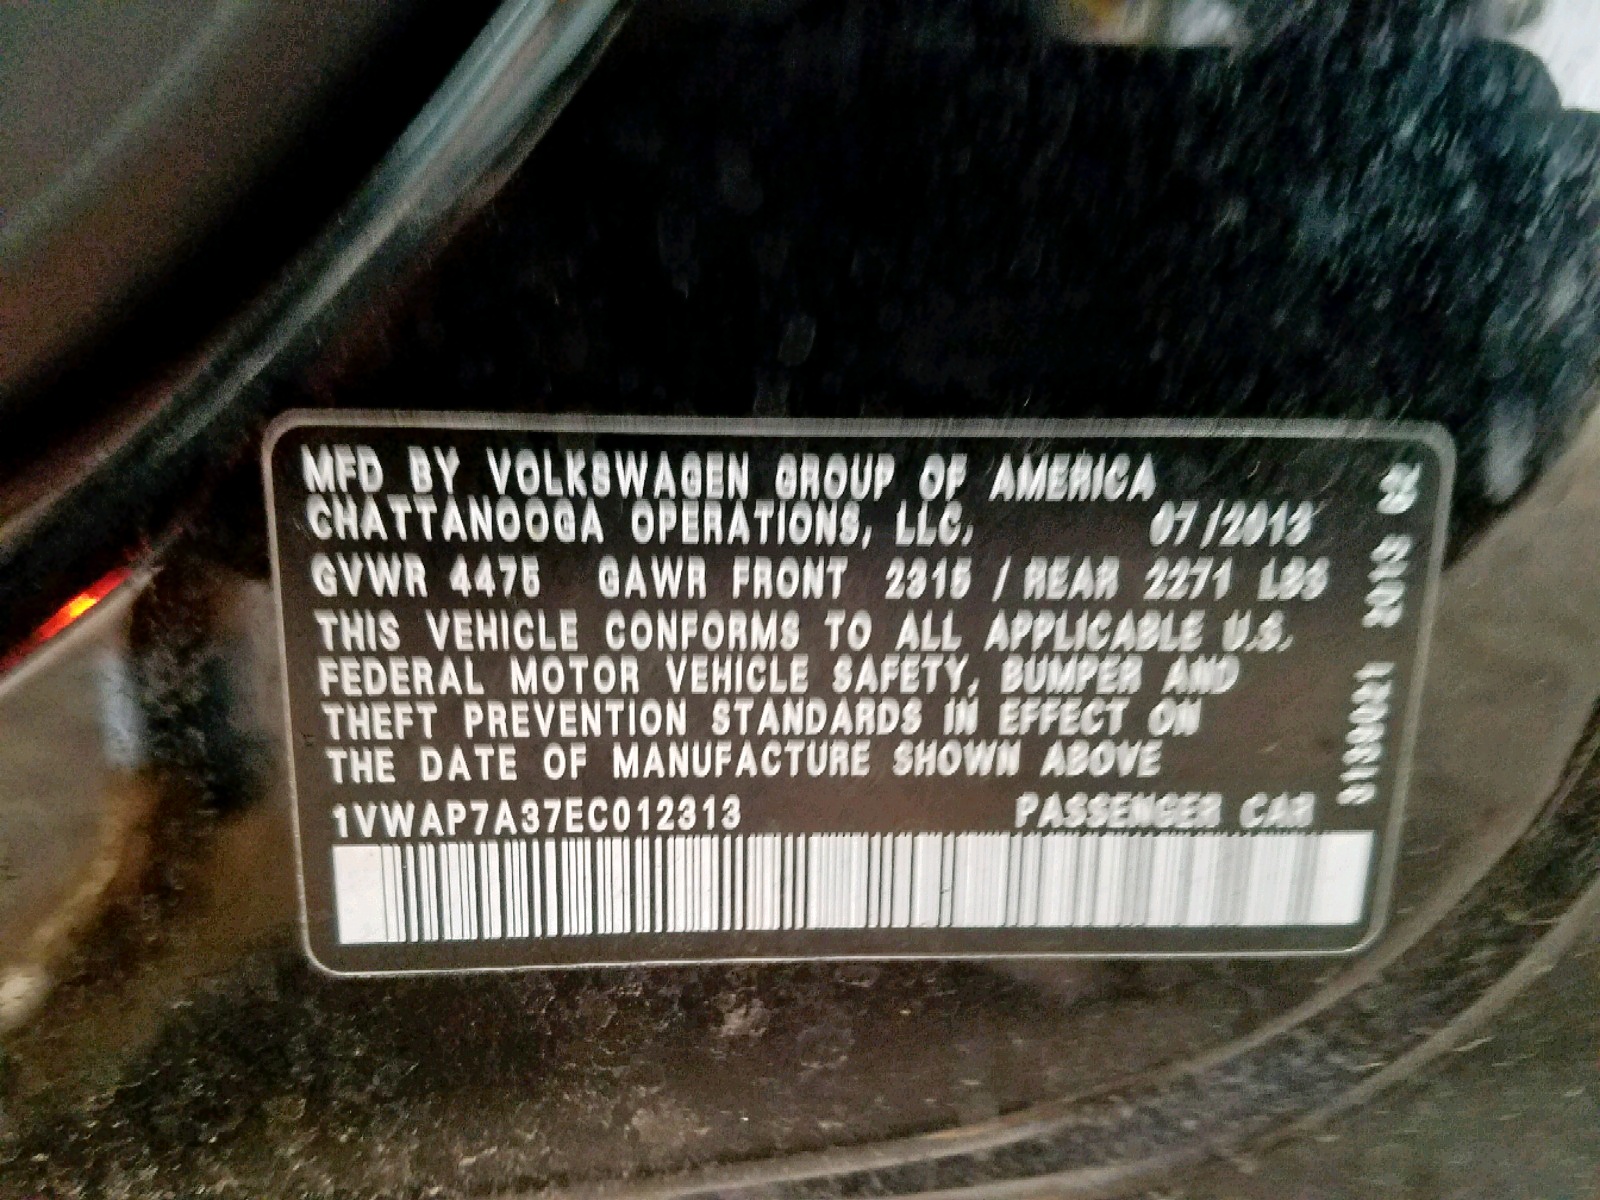 MFD BY VOLKSWAGEN GROUP OF AMERICA
CHATTANOOGA OPERATIONS, LLC. 07/2013
GVWR 4475 GAWR FRONT 2315 / REAR 2271 LBS
THIS VEHICLE CONFORMS TO ALL APPLICABLE U.S.
FEDERAL MOTOR VEHICLE SAFETY, BUMPER AND
THEFT PREVENTION STANDARDS IN EFFECT ON
THE DATE OF MANUFACTURE SHOWN ABOVE
1VWAP7A37EC012313 PASSENGER CAR